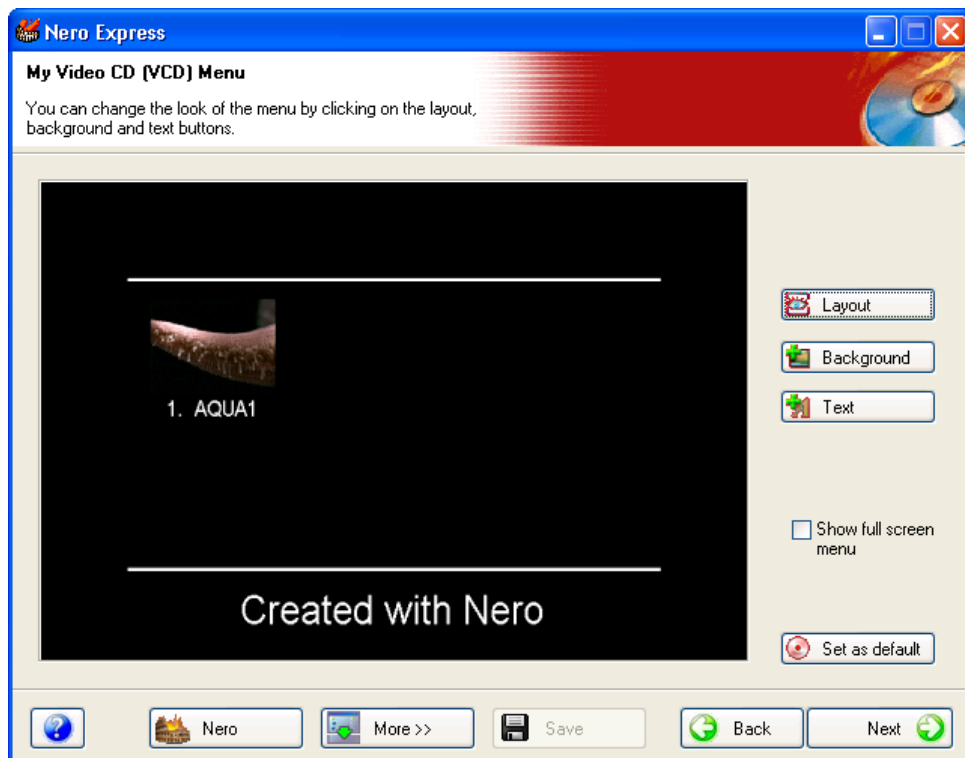 Nero Express
My Video CD (VCD) Menu
You can change the look of the menu by clicking on the layout,
background and text buttons.
1. AQUA1
Created with Nero
Layout
Background
Text
Show full screen
menu
Set as default
?
Nero
More >>
Save
Back
Next